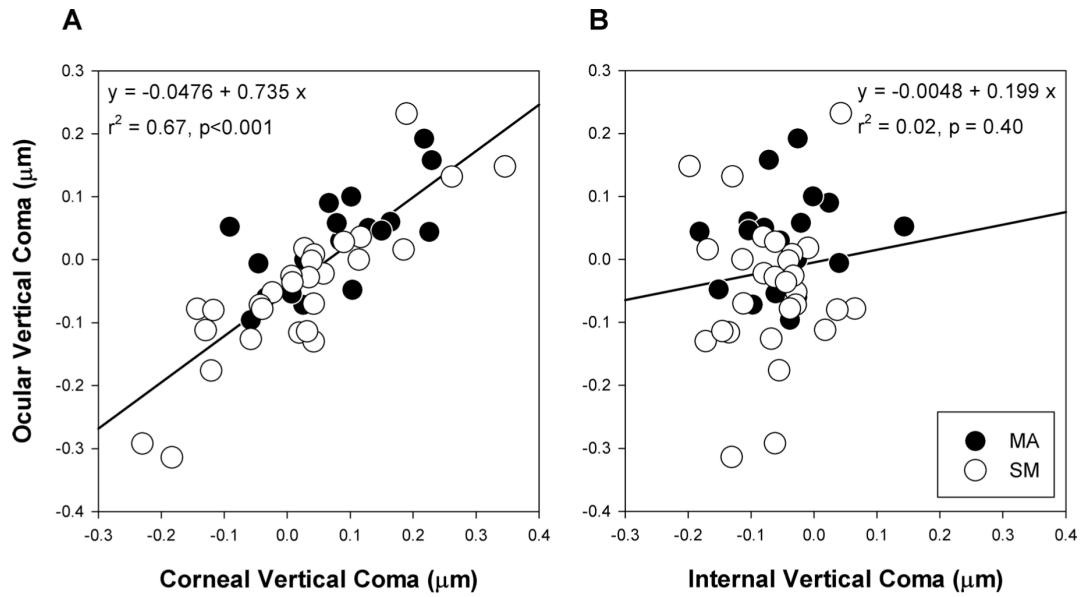 A
B
y = -0.0476 + 0.735 x
r² = 0.67, p<0.001
y = -0.0048 + 0.199 x
r² = 0.02, p = 0.40
0.3
0.2
0.1
0.0
-0.1
-0.2
-0.3
-0.4
0.3
0.2
0.1
0.0
-0.1
-0.2
-0.3
-0.4
MA
SM
-0.3 -0.2 -0.1 0.0 0.1 0.2 0.3 0.4
-0.3 -0.2 -0.1 0.0 0.1 0.2 0.3 0.4
Ocular Vertical Coma (μm)
Corneal Vertical Coma (μm)
Internal Vertical Coma (μm)